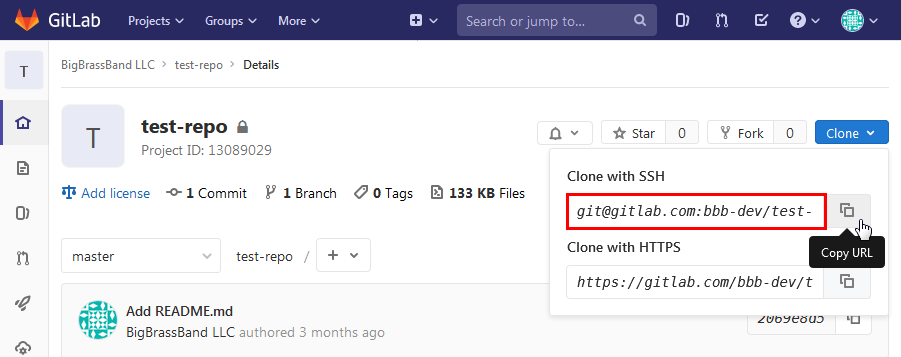 GitLab Projects Groups More Search or jump to...
BigBrassBand LLC > test-repo > Details
T
T
test-repo
Project ID: 13089029
Star 0 Fork 0 Clone
Add license 1 Commit 1 Branch 0 Tags 133 KB Files
Clone with SSH
git@gitlab.com:bbb-dev/test-
Copy URL
Clone with HTTPS
https://gitlab.com/bbb-dev/t
master test-repo / +
Add README.md
BigBrassBand LLC authored 3 months ago
2069e8d5